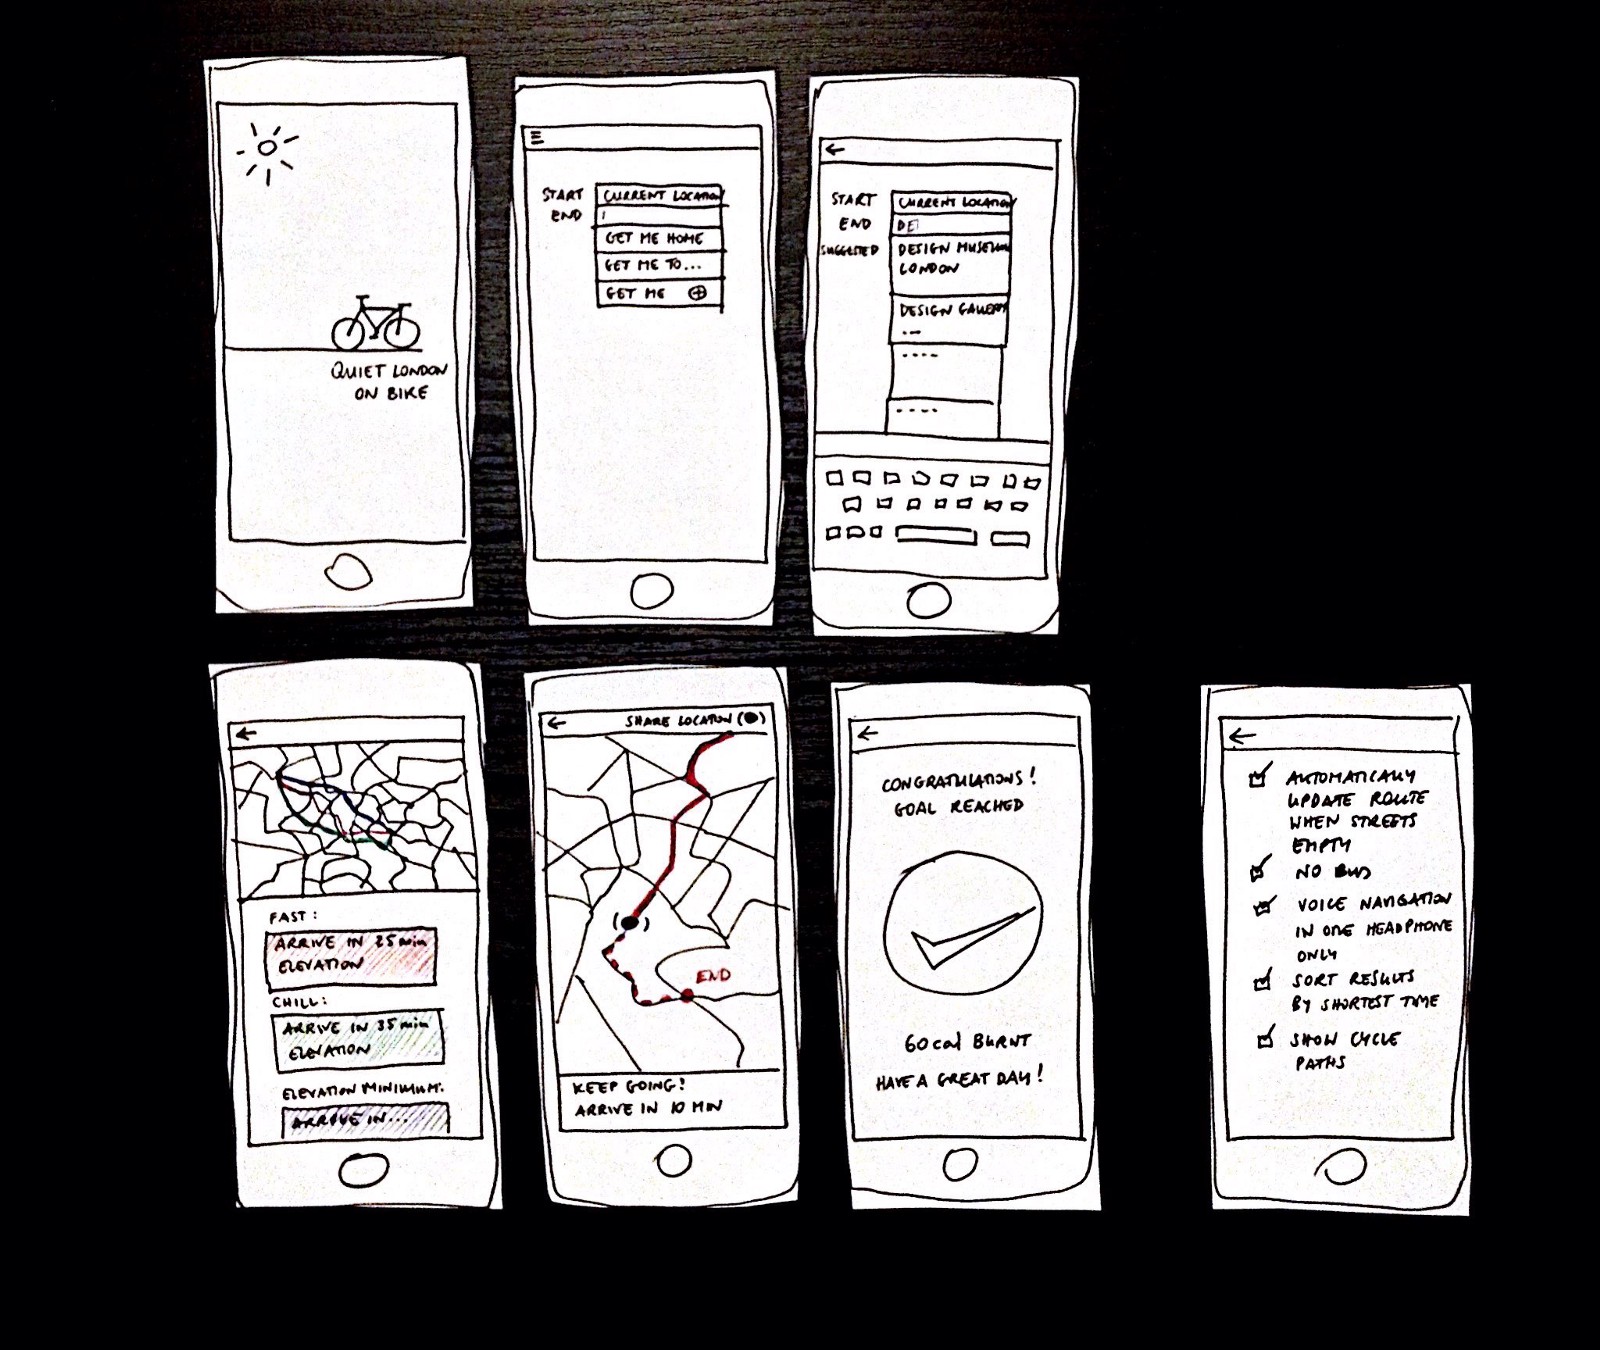 QUIET LONDON
ON BIKE
START CURRENT LOCATION
END
GET ME HOME
GET ME TO...
GET ME
START CURRENT LOCATION
END DE
SUGGESTED DESIGN MUSEUM
LONDON
DESIGN GALLERY
...
....
....
FAST:
ARRIVE IN 25 min
ELEVATION
CHILL:
ARRIVE IN 35 min
ELEVATION
ELEVATION MINIMUM:
ARRIVE IN...
SHARE LOCATION
END
KEEP GOING!
ARRIVE IN 10 MIN
CONGRATULATIONS!
GOAL REACHED
60 cal BURNT
HAVE A GREAT DAY!
AUTOMATICALLY
UPDATE ROUTE
WHEN STREETS
EMPTY
NO
VOICE NAVIGATION
IN ONE HEADPHONE
ONLY
SORT RESULTS
BY SHORTEST TIME
SHOW CYCLE
PATHS